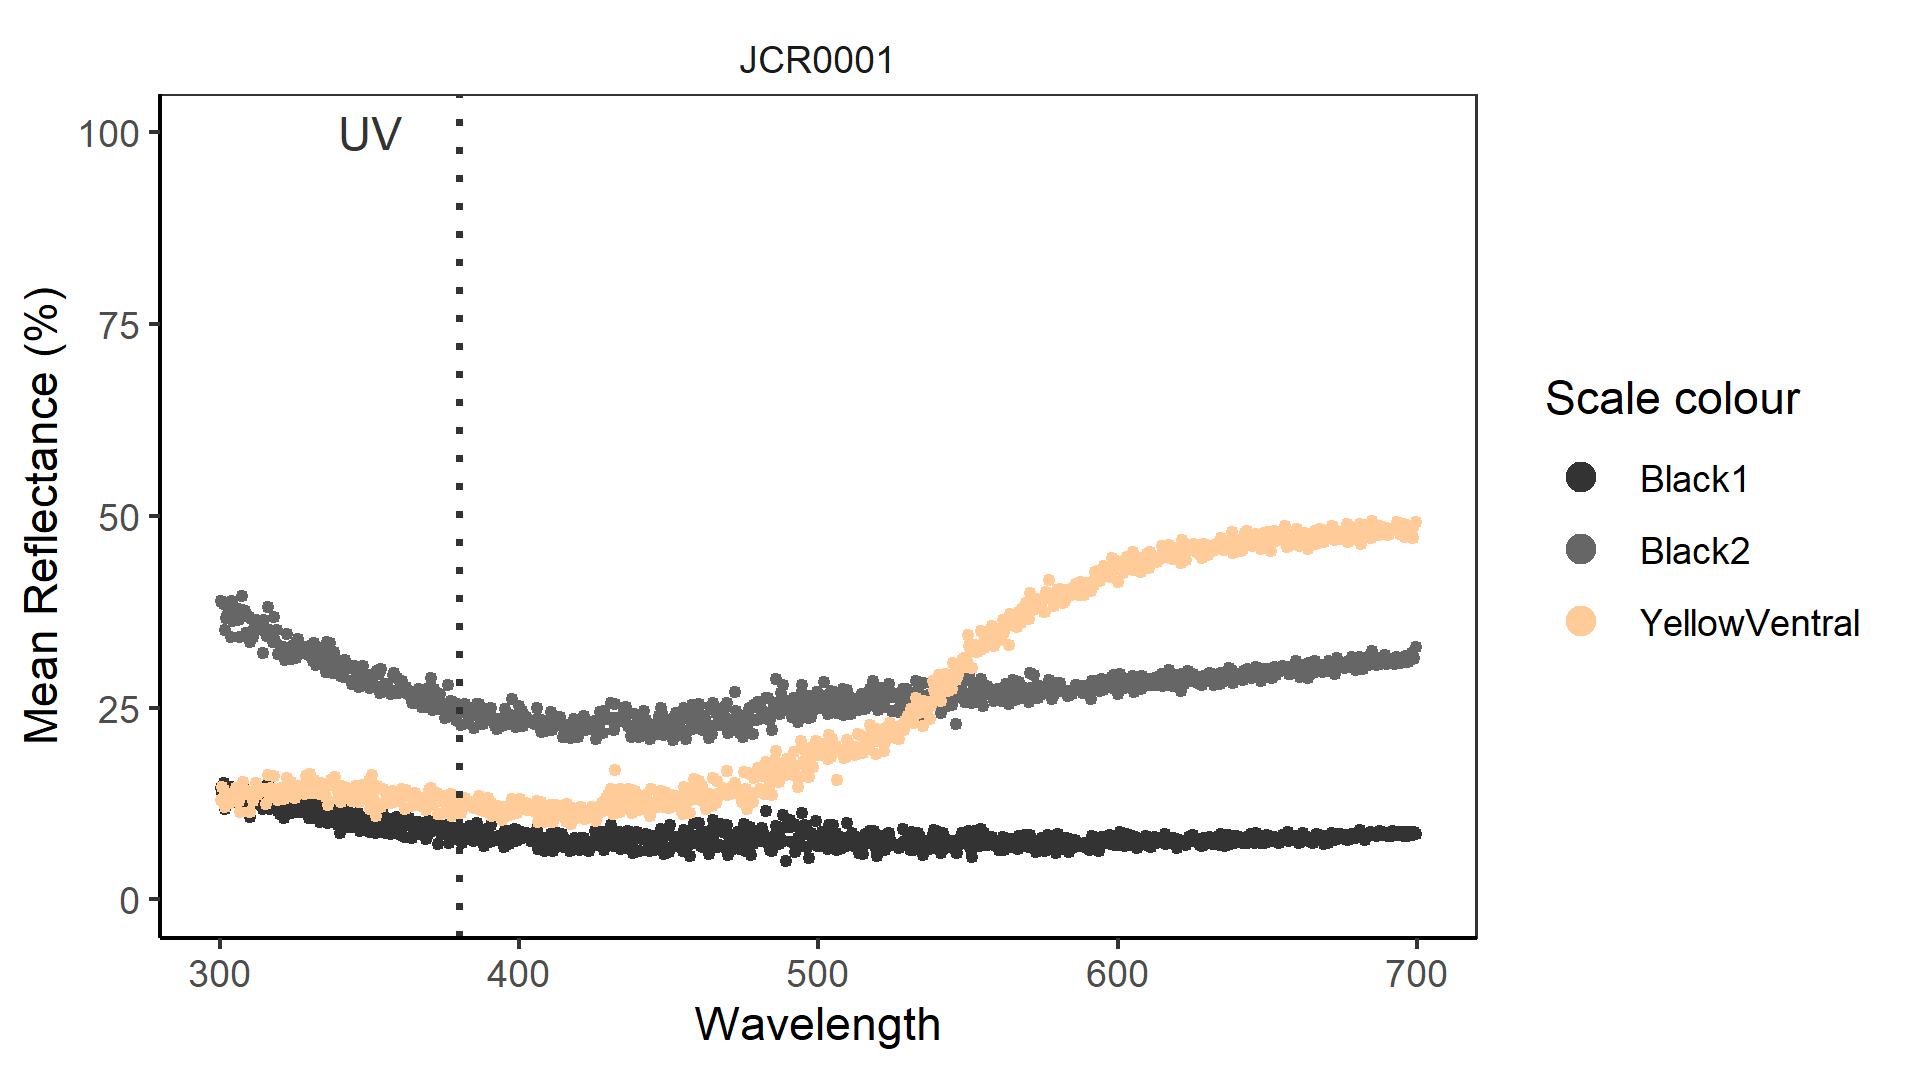 JCR0001
UV
100
75
50
25
0
Mean Reflectance (%)
300 400 500 600 700
Wavelength
Scale colour
Black1
Black2
YellowVentral